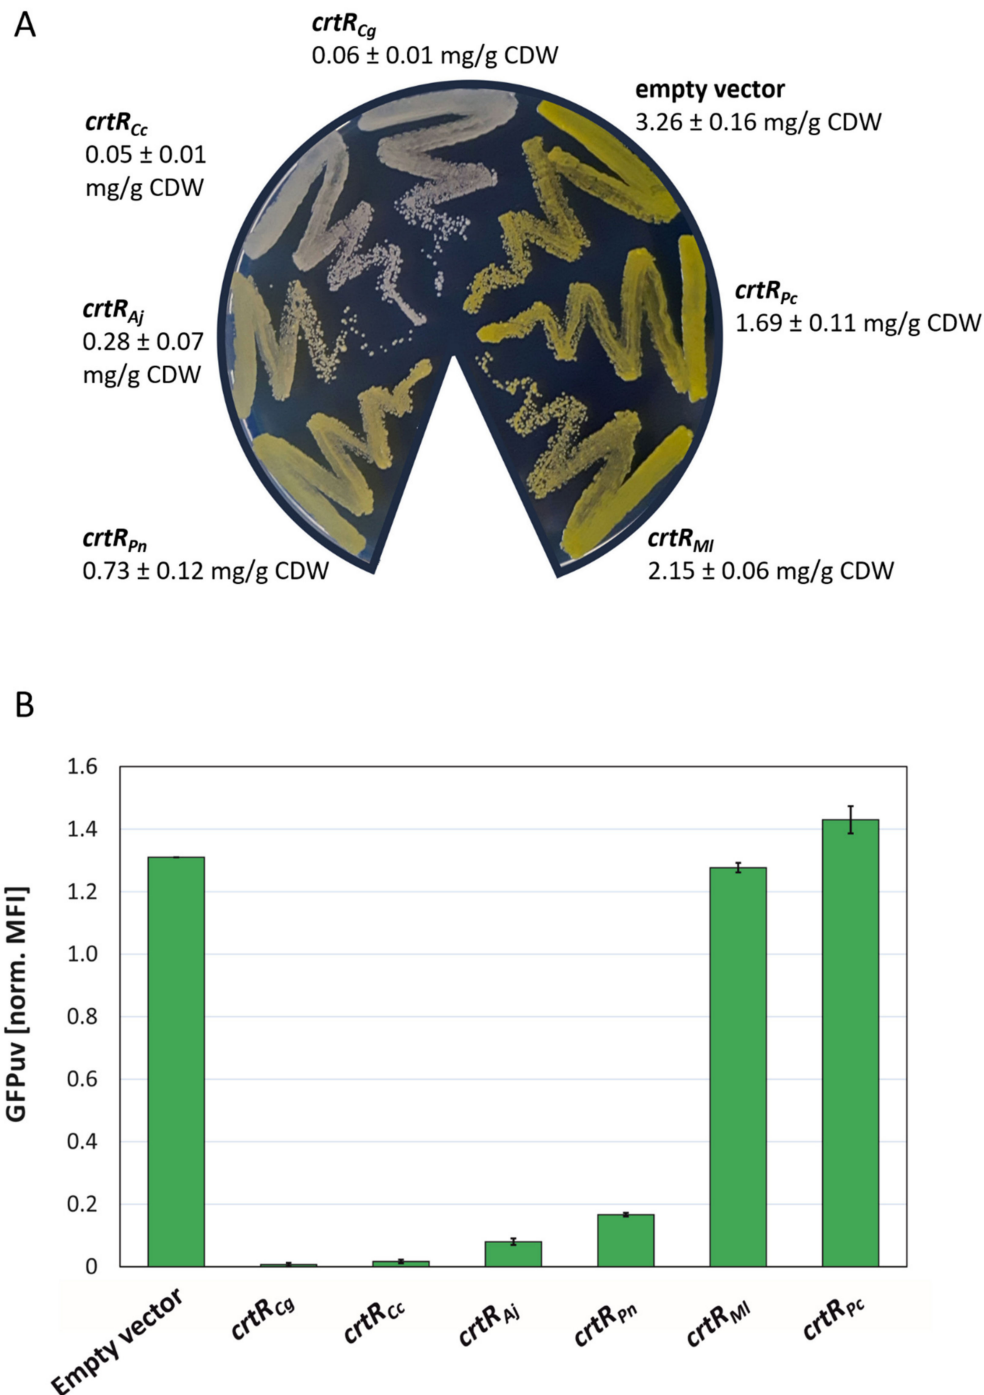 A
crtRCg
0.06 ± 0.01 mg/g CDW
empty vector
3.26 ± 0.16 mg/g CDW
crtRCc
0.05 ± 0.01
mg/g CDW
crtRPc
1.69 ± 0.11 mg/g CDW
crtRAj
0.28 ± 0.07
mg/g CDW
crtRPn
0.73 ± 0.12 mg/g CDW
crtRMl
2.15 ± 0.06 mg/g CDW
B
GFPuv [norm. MFI]
1.6
1.4
1.2
1.0
0.8
0.6
0.4
0.2
0
Empty vector
crtRCg
crtRCc
crtRAj
crtRPn
crtRMl
crtRPc